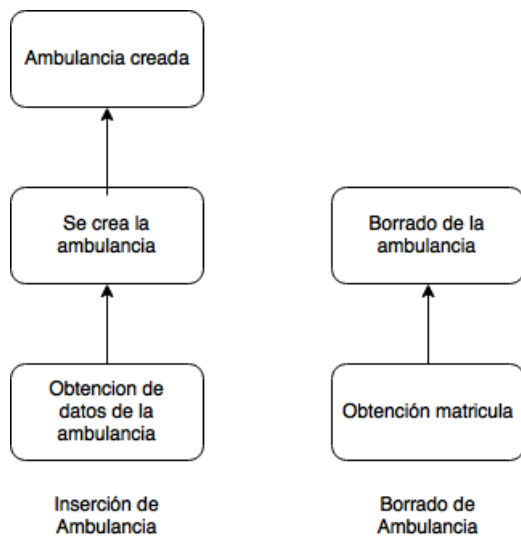 Ambulancia creada
Se crea la
ambulancia
Obtencion de
datos de la
ambulancia
Inserción de
Ambulancia
Borrado de la
ambulancia
Obtención matricula
Borrado de
Ambulancia